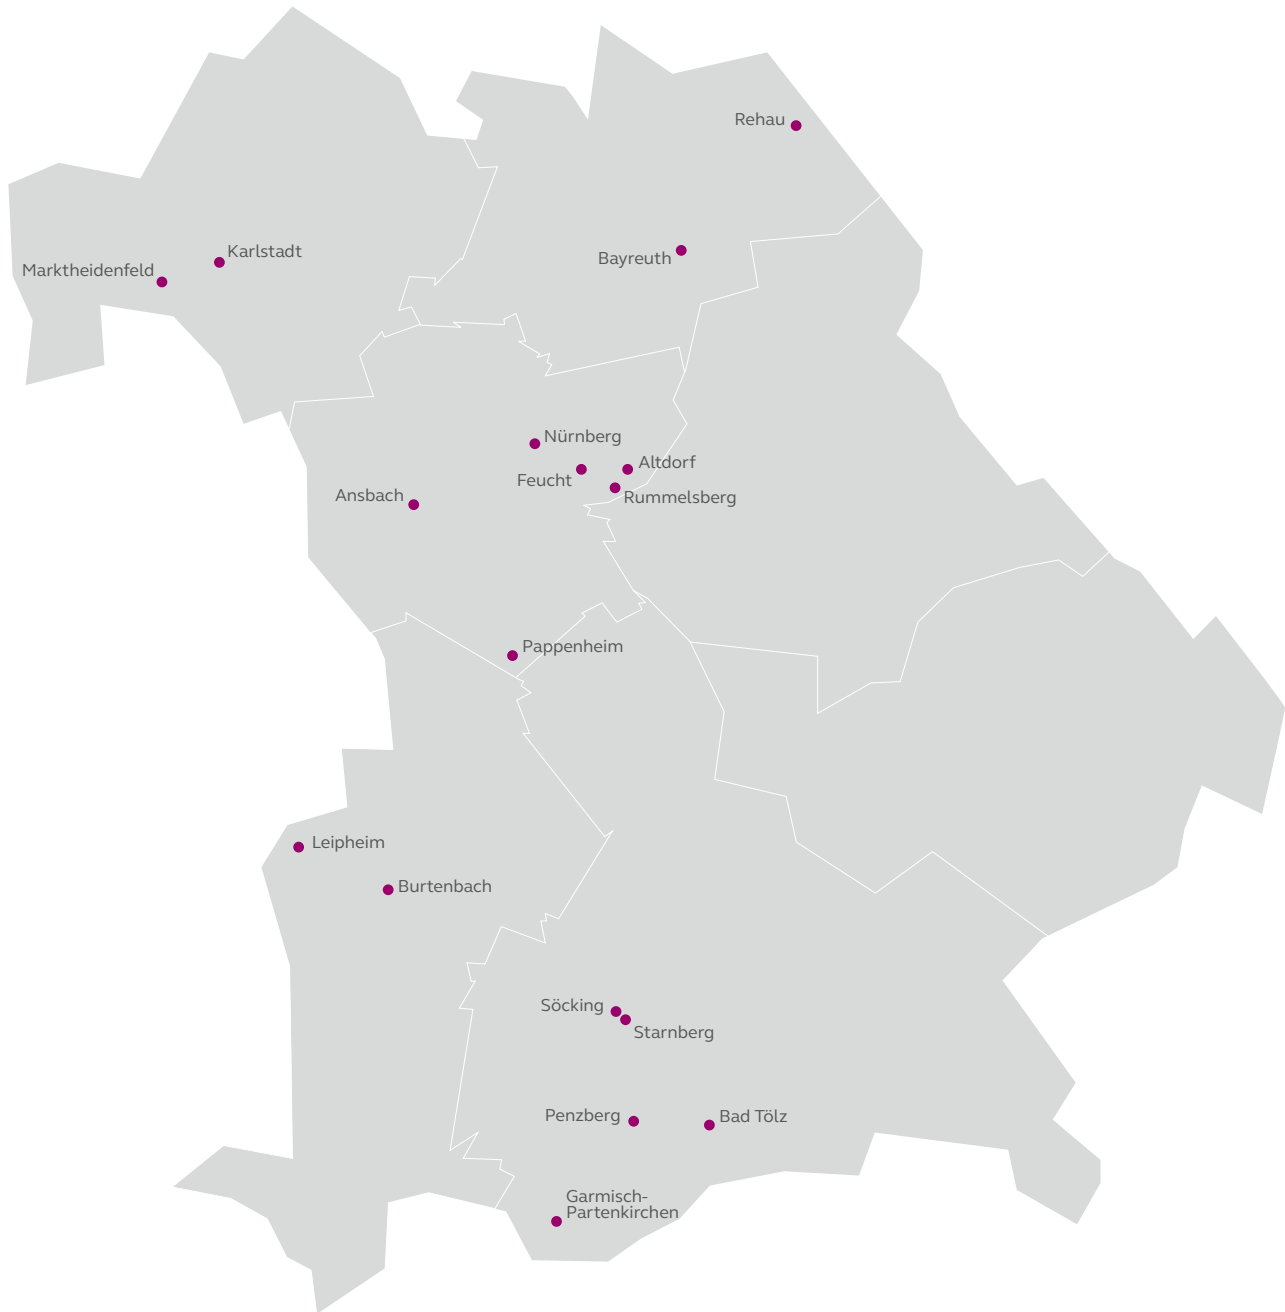 Rehau
Karlstadt
Bayreuth
Marktheidenfeld
Nürnberg
Altdorf
Feucht
Ansbach
Rummelsberg
Pappenheim
Leipheim
Burtenbach
Söcking
Starnberg
Penzberg
Bad Tölz
Garmisch-
Partenkirchen